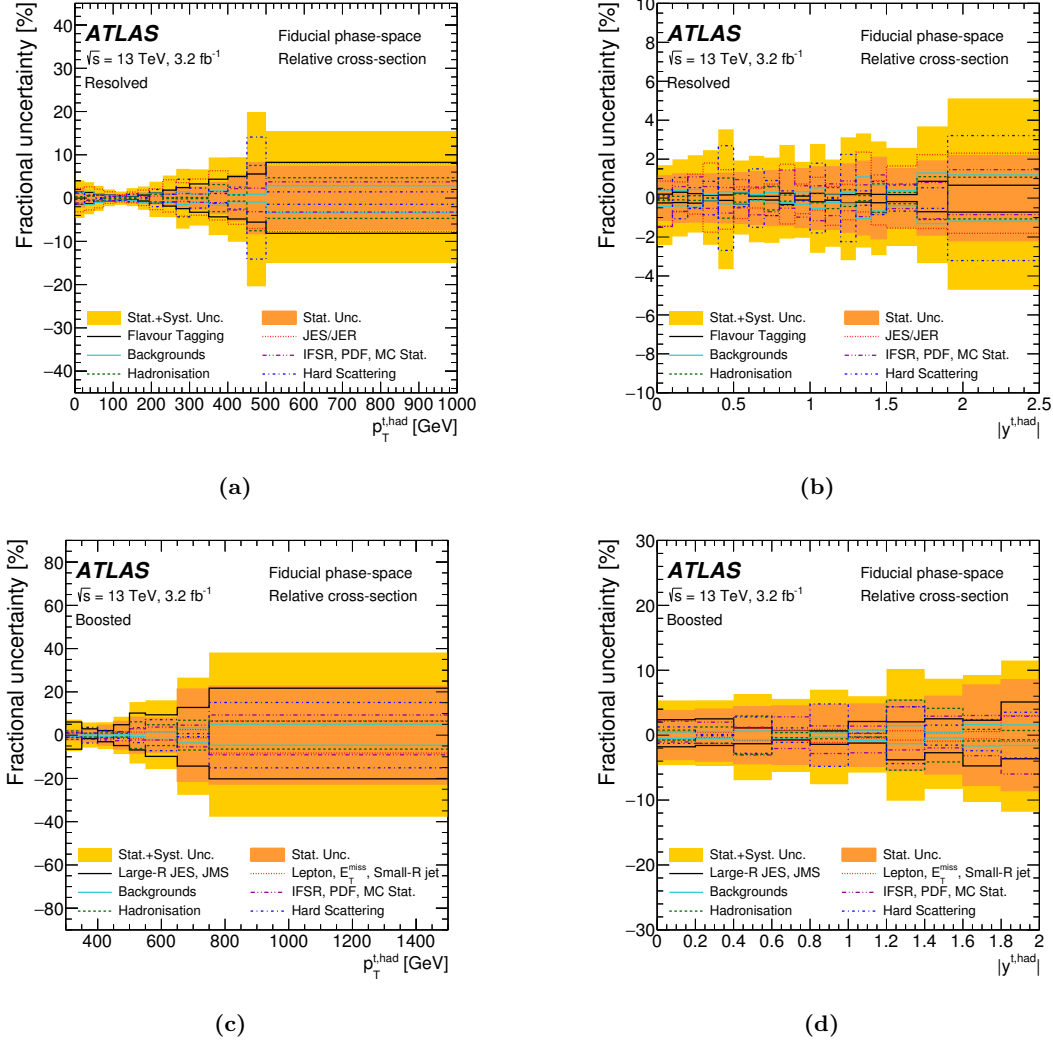 Fractional uncertainty [%]
40
30
20
10
0
−10
−20
−30
−40
ATLAS
Fiducial phase-space
√s = 13 TeV, 3.2 fb⁻¹
Relative cross-section
Resolved
Stat.+Syst. Unc.
Stat. Unc.
Flavour Tagging
JES/JER
Backgrounds
IFSR, PDF, MC Stat.
Hadronisation
Hard Scattering
0 100 200 300 400 500 600 700 800 900 1000
p_T^{t,had} [GeV]
(a)
Fractional uncertainty [%]
10
8
6
4
2
0
−2
−4
−6
−8
−10
ATLAS
Fiducial phase-space
√s = 13 TeV, 3.2 fb⁻¹
Relative cross-section
Resolved
Stat.+Syst. Unc.
Stat. Unc.
Flavour Tagging
JES/JER
Backgrounds
IFSR, PDF, MC Stat.
Hadronisation
Hard Scattering
0 0.5 1 1.5 2 2.5
|y^{t,had}|
(b)
Fractional uncertainty [%]
80
60
40
20
0
−20
−40
−60
−80
ATLAS
Fiducial phase-space
√s = 13 TeV, 3.2 fb⁻¹
Relative cross-section
Boosted
Stat.+Syst. Unc.
Stat. Unc.
Large-R JES, JMS
Lepton, E_T^{miss}, Small-R jet
Backgrounds
IFSR, PDF, MC Stat.
Hadronisation
Hard Scattering
400 600 800 1000 1200 1400
p_T^{t,had} [GeV]
(c)
Fractional uncertainty [%]
30
20
10
0
−10
−20
−30
ATLAS
Fiducial phase-space
√s = 13 TeV, 3.2 fb⁻¹
Relative cross-section
Boosted
Stat.+Syst. Unc.
Stat. Unc.
Large-R JES, JMS
Lepton, E_T^{miss}, Small-R jet
Backgrounds
IFSR, PDF, MC Stat.
Hadronisation
Hard Scattering
0 0.2 0.4 0.6 0.8 1 1.2 1.4 1.6 1.8 2
|y^{t,had}|
(d)